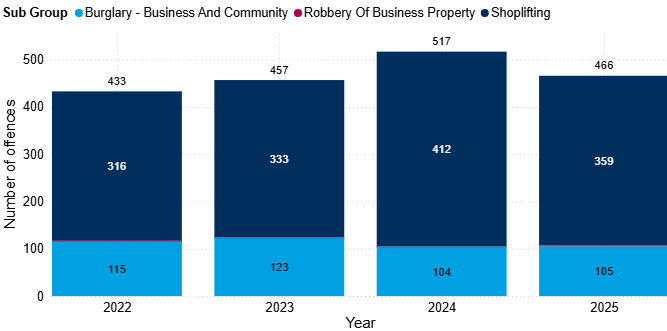 Sub Group Burglary - Business And Community Robbery Of Business Property Shoplifting
Number of offences
500
400
300
200
100
0
433 457 517 466
316 333 412 359
115 123 104 105
2022 2023 2024 2025
Year